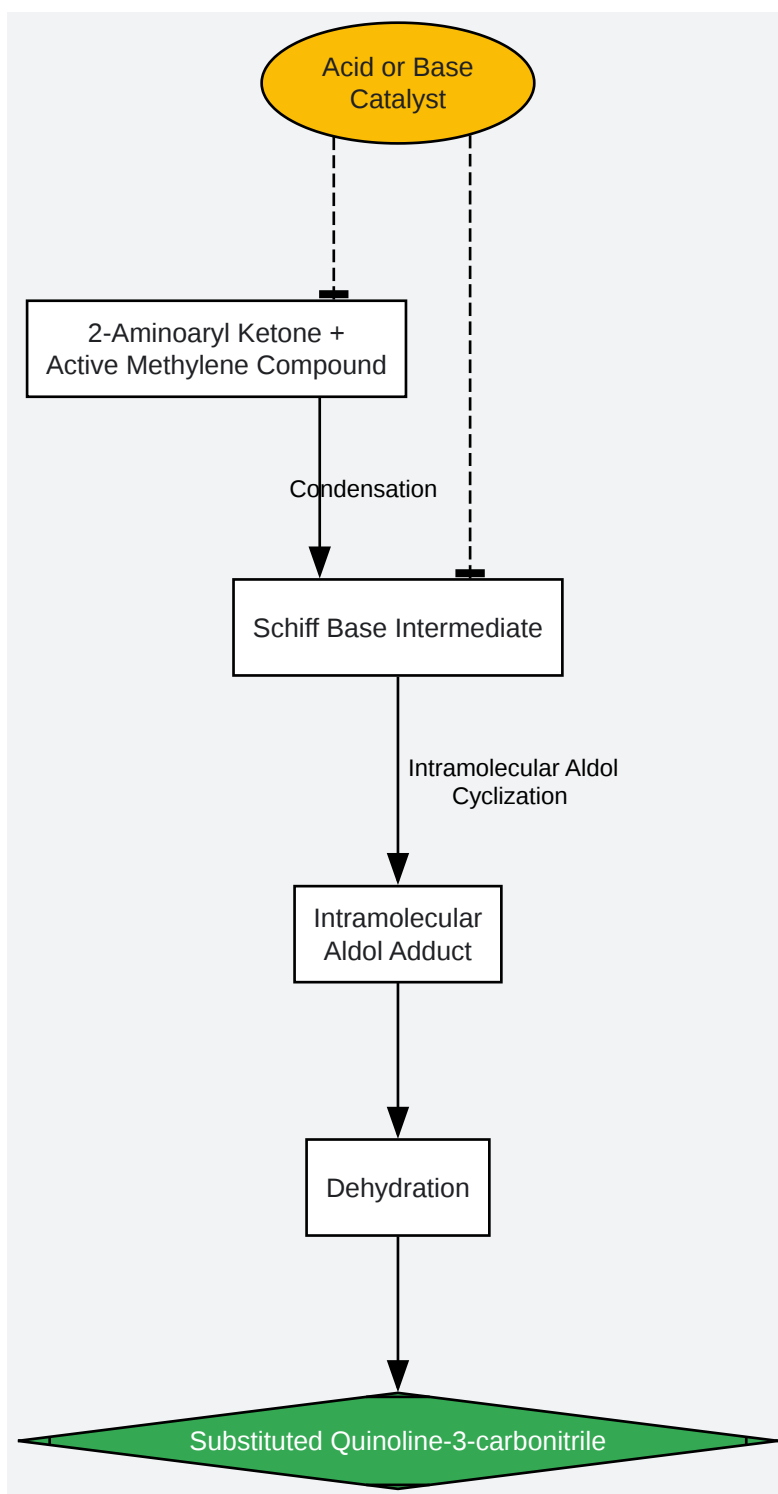 Acid or Base
Catalyst
2-Aminoaryl Ketone +
Active Methylene Compound
Condensation
Schiff Base Intermediate
Intramolecular Aldol
Cyclization
Intramolecular
Aldol Adduct
Dehydration
Substituted Quinoline-3-carbonitrile